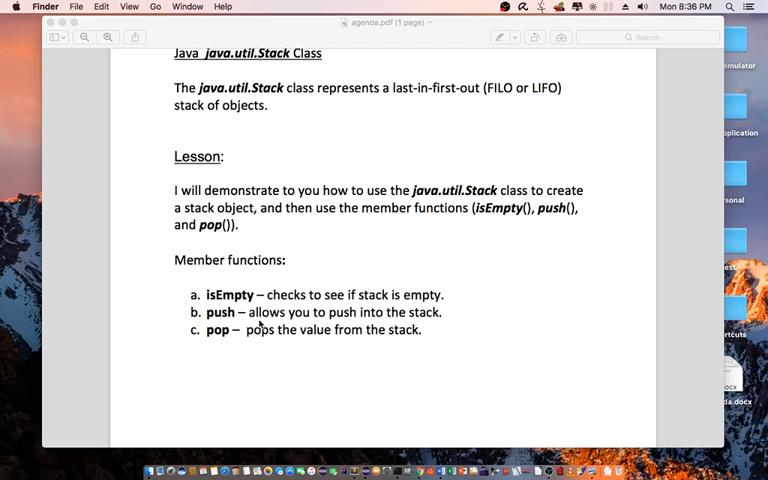 Finder File Edit View Go Window Help Mon 8:36 PM
agenda.pdf (1 page)
Search
Java java.util.Stack Class
The java.util.Stack class represents a last-in-first-out (FILO or LIFO)
stack of objects.
Lesson:
I will demonstrate to you how to use the java.util.Stack class to create
a stack object, and then use the member functions (isEmpty(), push(),
and pop()).
Member functions:
a. isEmpty – checks to see if stack is empty.
b. push – allows you to push into the stack.
c. pop – pops the value from the stack.
emulator
pplication
rsonal
est
rtcuts
OCX
da.docx